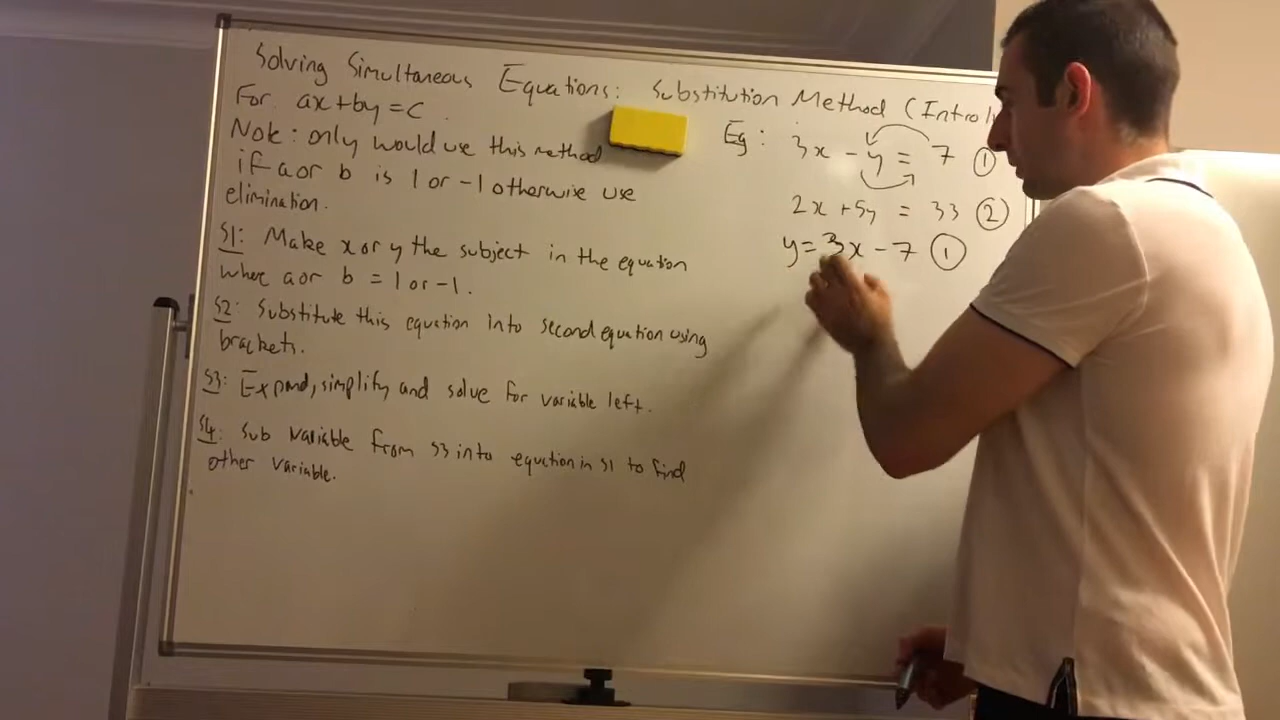 Solving Simultaneous Equations: Substitution Method (Intro
For ax+by=c
Note: only would use this method
if a or b is 1 or -1 otherwise use
elimination.
S1: Make x or y the subject in the equation
where a or b = 1 or -1.
S2: Substitute this equation into second equation using
brackets.
S3: Expand, simplify and solve for variable left.
S4: Sub variable from S3 into equation in S1 to find
other variable.
Eg: 3x - y = 7 ①
2x + 5y = 33 ②
y = 3x - 7 ①